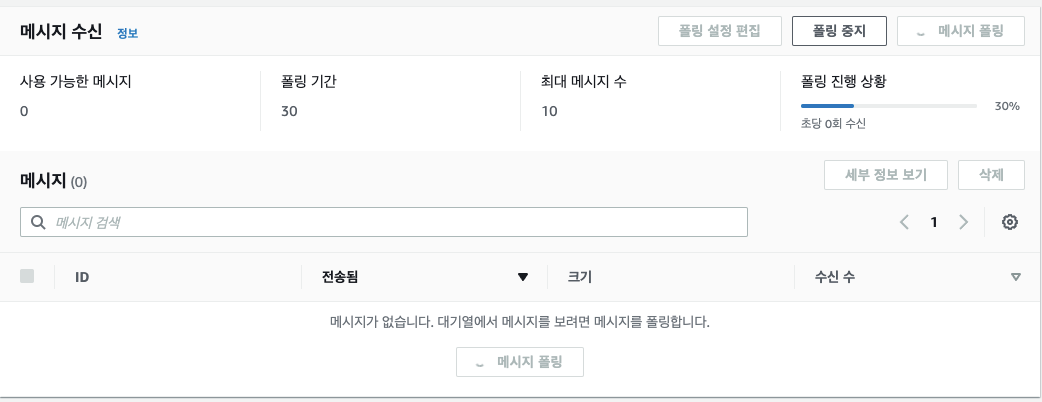 메시지 수신 정보 폴링 설정 편집 폴링 중지 메시지 폴링
사용 가능한 메시지 폴링 기간 최대 메시지 수 폴링 진행 상황
0 30 10 30%
초당 0회 수신
메시지 (0) 세부 정보 보기 삭제
메시지 검색 1
ID 전송됨 크기 수신 수
메시지가 없습니다. 대기열에서 메시지를 보려면 메시지를 폴링합니다.
메시지 폴링